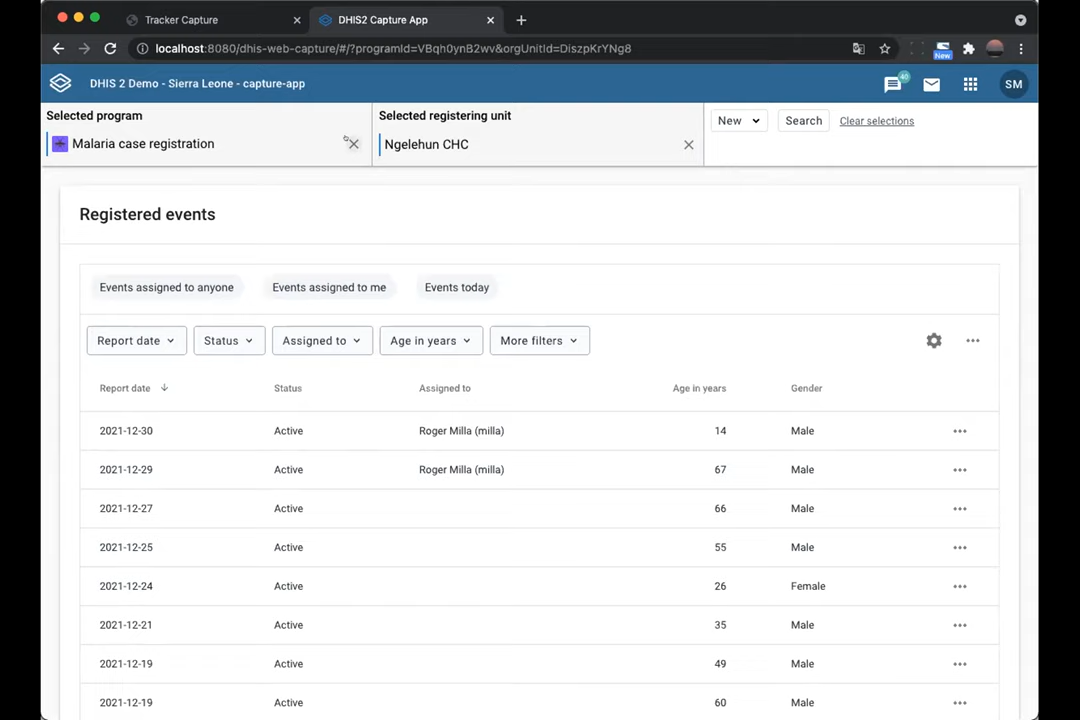 Tracker Capture
DHIS2 Capture App
localhost:8080/dhis-web-capture/#/?programId=VBqh0ynB2wv&orgUnitId=DiszpKrYNg8
New
DHIS 2 Demo - Sierra Leone - capture-app
40
SM
Selected program
Malaria case registration
Selected registering unit
Ngelehun CHC
New
Search
Clear selections
Registered events
Events assigned to anyone
Events assigned to me
Events today
Report date
Status
Assigned to
Age in years
More filters
Report date Status Assigned to Age in years Gender
2021-12-30 Active Roger Milla (milla) 14 Male
2021-12-29 Active Roger Milla (milla) 67 Male
2021-12-27 Active 66 Male
2021-12-25 Active 55 Male
2021-12-24 Active 26 Female
2021-12-21 Active 35 Male
2021-12-19 Active 49 Male
2021-12-19 Active 60 Male